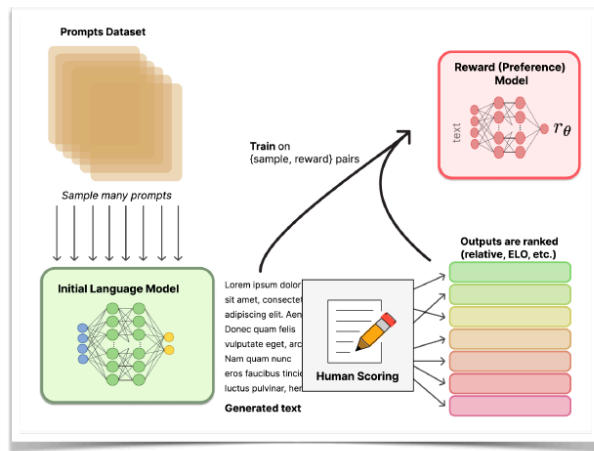 Prompts Dataset
Sample many prompts
Initial Language Model
Train on
{sample, reward} pairs
Reward (Preference)
Model
text
rθ
Lorem ipsum dolor
sit amet, consectet
adipiscing elit. Aen
Donec quam felis
vulputate eget, arc
Nam quam nunc
eros faucibus tincid
luctus pulvinar, her
Generated text
Human Scoring
Outputs are ranked
(relative, ELO, etc.)